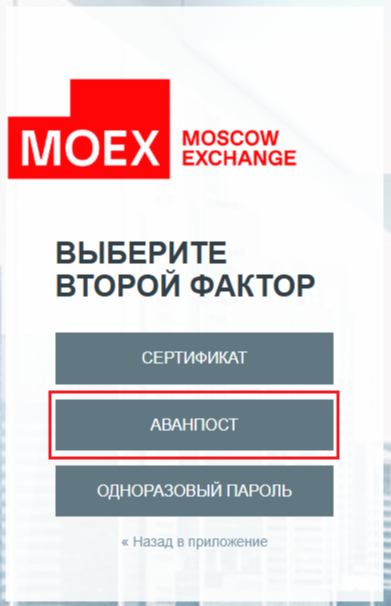 MOEX
MOSCOW
EXCHANGE
ВЫБЕРИТЕ
ВТОРОЙ ФАКТОР
СЕРТИФИКАТ
АВАНПОСТ
ОДНОРАЗОВЫЙ ПАРОЛЬ
« Назад в приложение